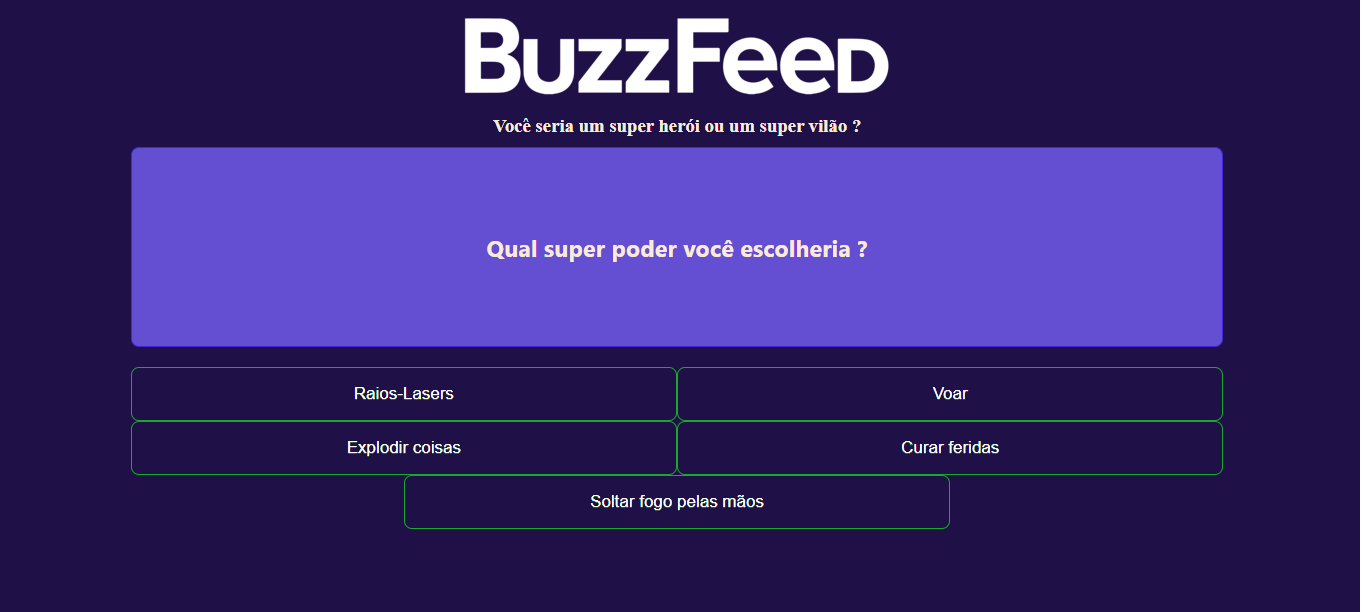 BuzzFeed
Você seria um super herói ou um super vilão ?
Qual super poder você escolheria ?
Raios-Lasers
Voar
Explodir coisas
Curar feridas
Soltar fogo pelas mãos